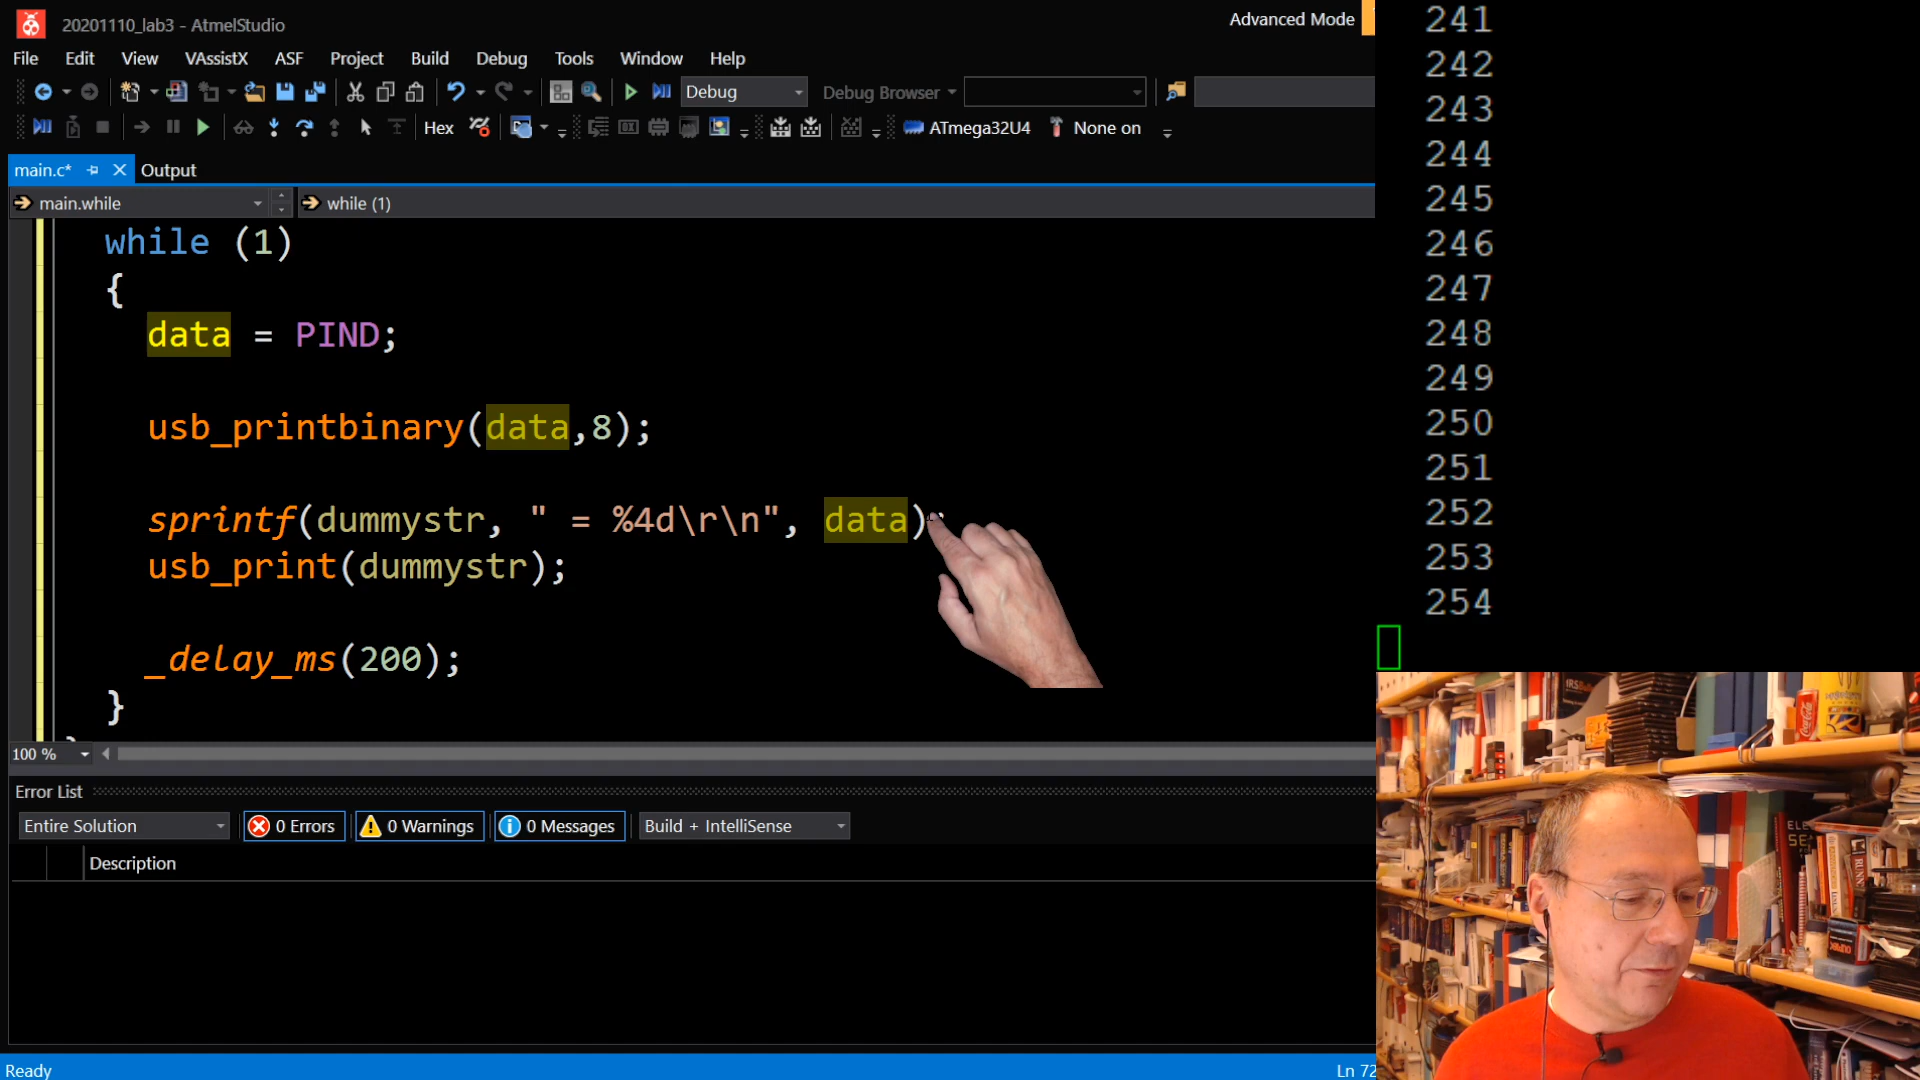 20201110_lab3 - AtmelStudio
Advanced Mode
File Edit View VAssistX ASF Project Build Debug Tools Window Help
Debug
Debug Browser
Hex
ATmega32U4
None on
main.c*
Output
main.while
while (1)
while (1)
{
data = PIND;
usb_printbinary(data,8);
sprintf(dummystr, " = %4d\r\n", data);
usb_print(dummystr);
_delay_ms(200);
}
100 %
Error List
Entire Solution
0 Errors
0 Warnings
0 Messages
Build + IntelliSense
Description
Ready
Ln 72
241
242
243
244
245
246
247
248
249
250
251
252
253
254